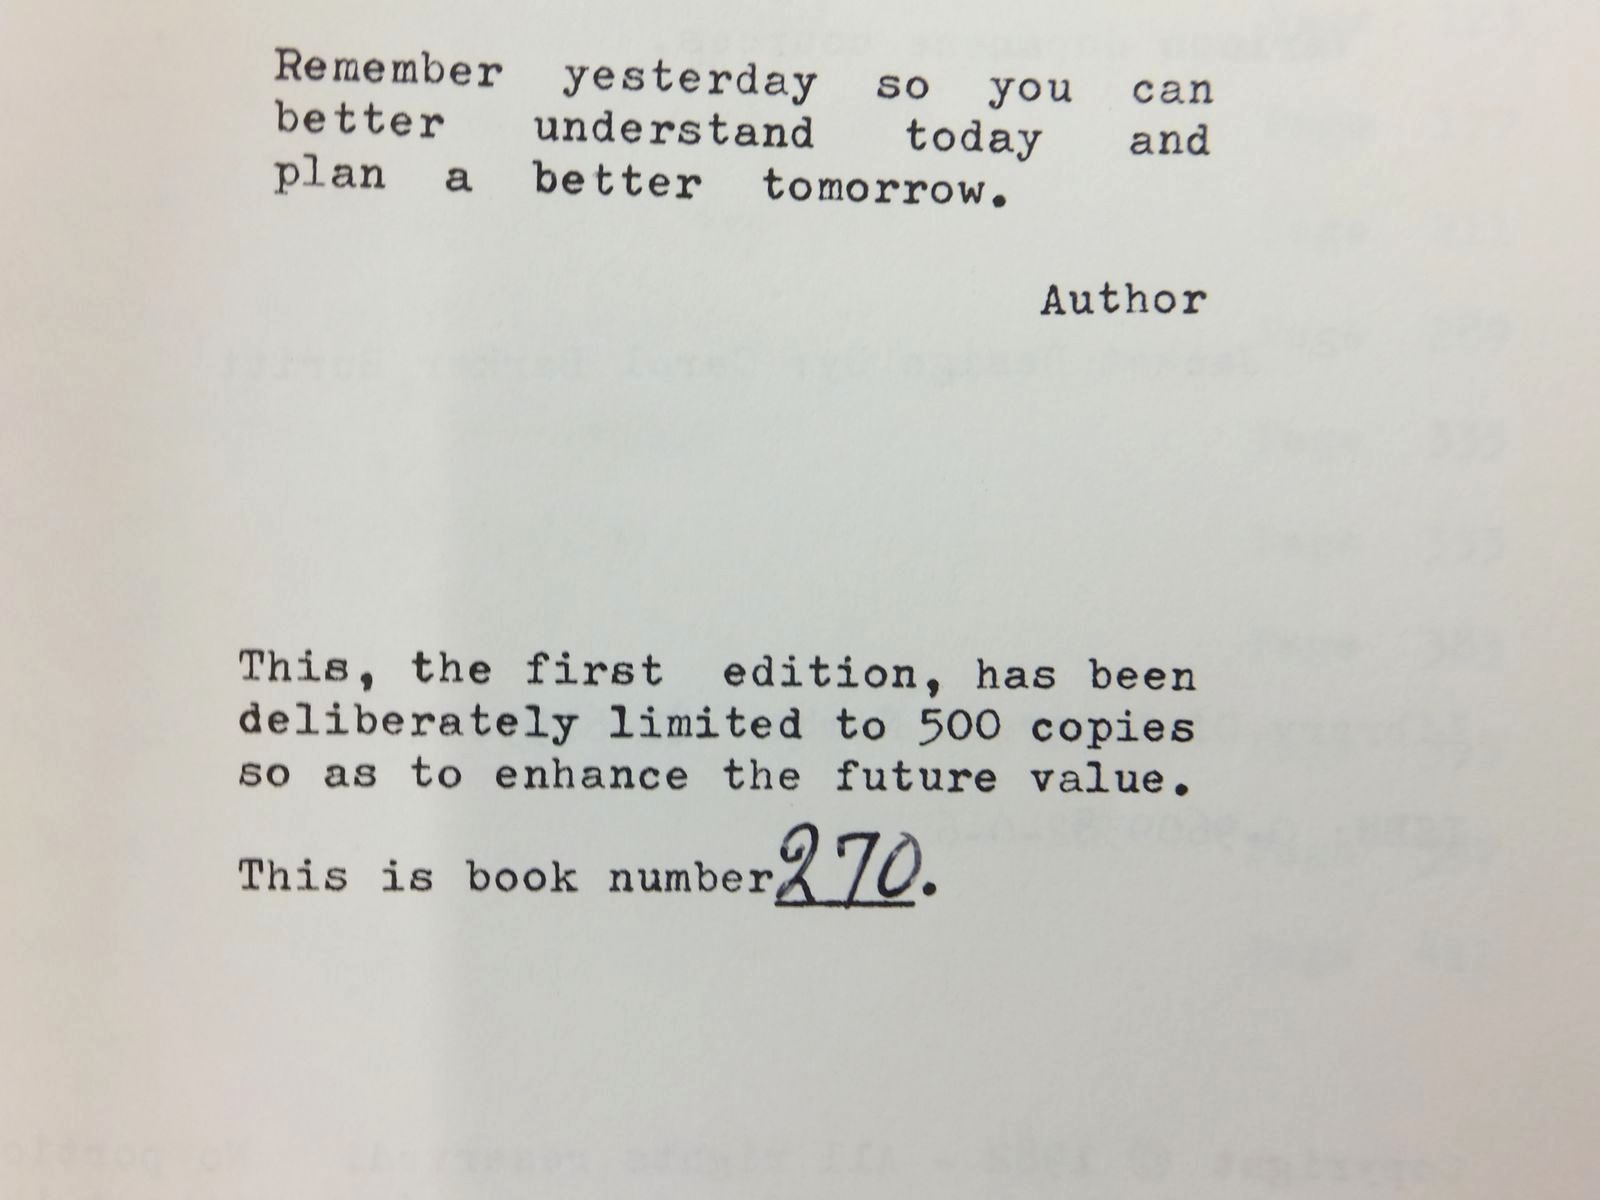 Remember yesterday so you can
better understand today and
plan a better tomorrow.
Author
This, the first edition, has been
deliberately limited to 500 copies
so as to enhance the future value.
This is book number 270.